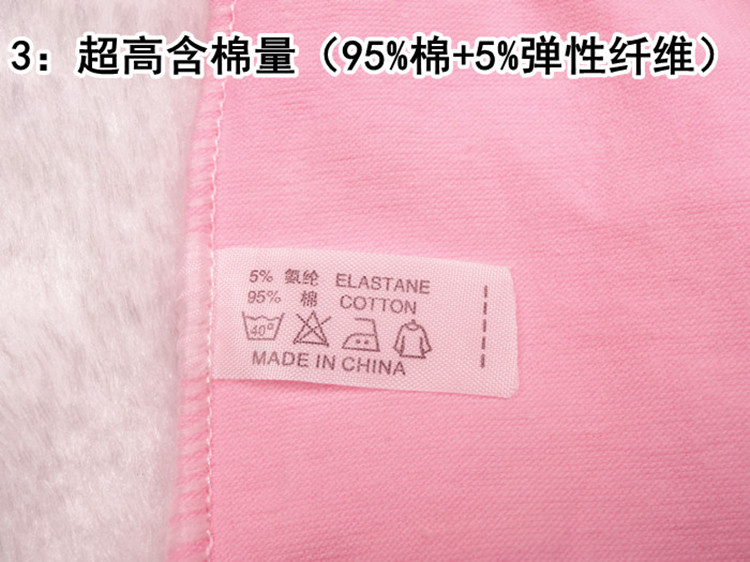 3：超高含棉量（95%棉+5%弹性纤维）
5% 氨纶 ELASTANE
95% 棉 COTTON
40°
MADE IN CHINA